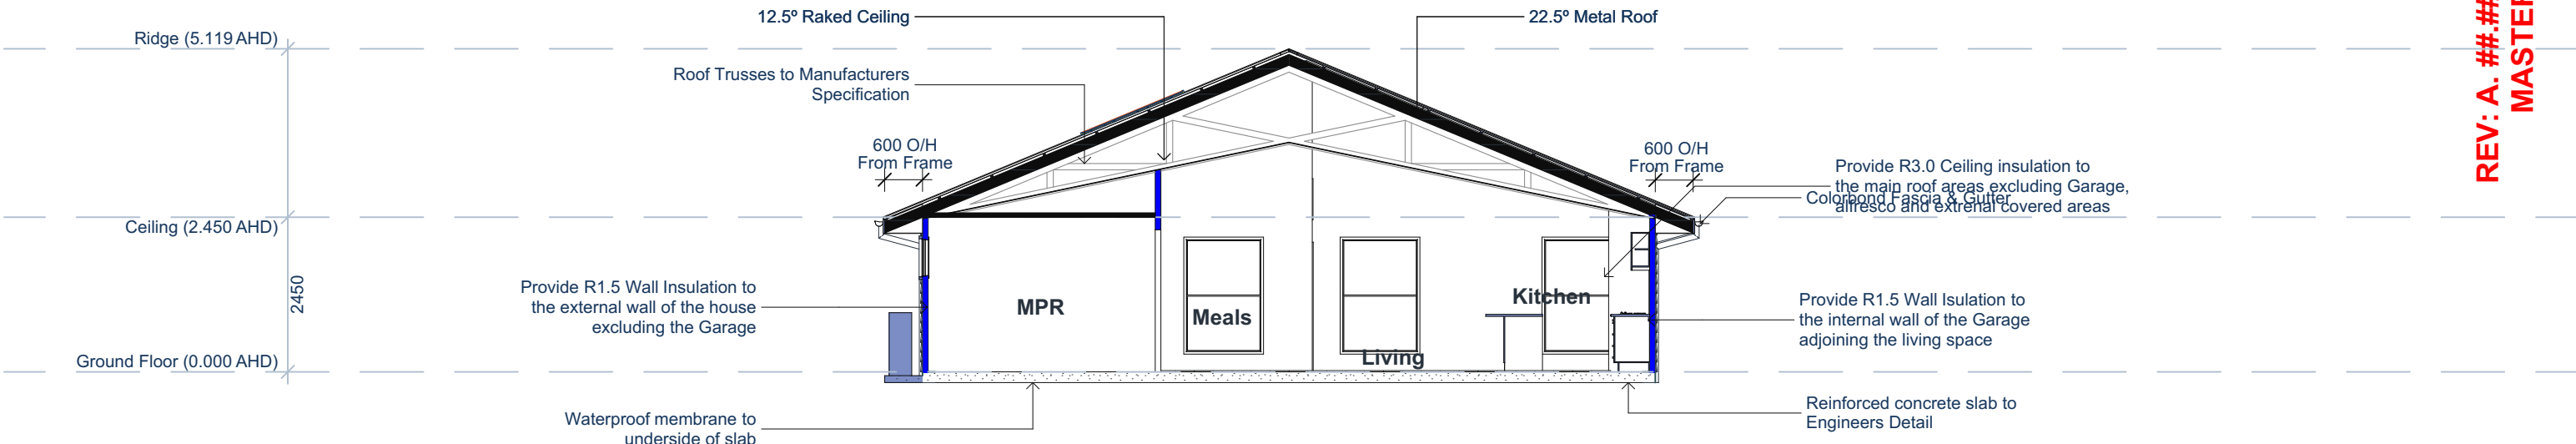 12.5º Raked Ceiling
22.5º Metal Roof
Ridge (5.119 AHD)
Roof Trusses to Manufacturers
Specification
600 O/H
From Frame
600 O/H
From Frame
Provide R3.0 Ceiling insulation to
the main roof areas excluding Garage,
alfresco and extrenal covered areas
Colorbond Fascia & Gutter
Ceiling (2.450 AHD)
2450
Provide R1.5 Wall Insulation to
the external wall of the house
excluding the Garage
MPR
Meals
Kitchen
Living
Provide R1.5 Wall Isulation to
the internal wall of the Garage
adjoining the living space
Ground Floor (0.000 AHD)
Waterproof membrane to
underside of slab
Reinforced concrete slab to
Engineers Detail
REV: A. ##.##
MASTER